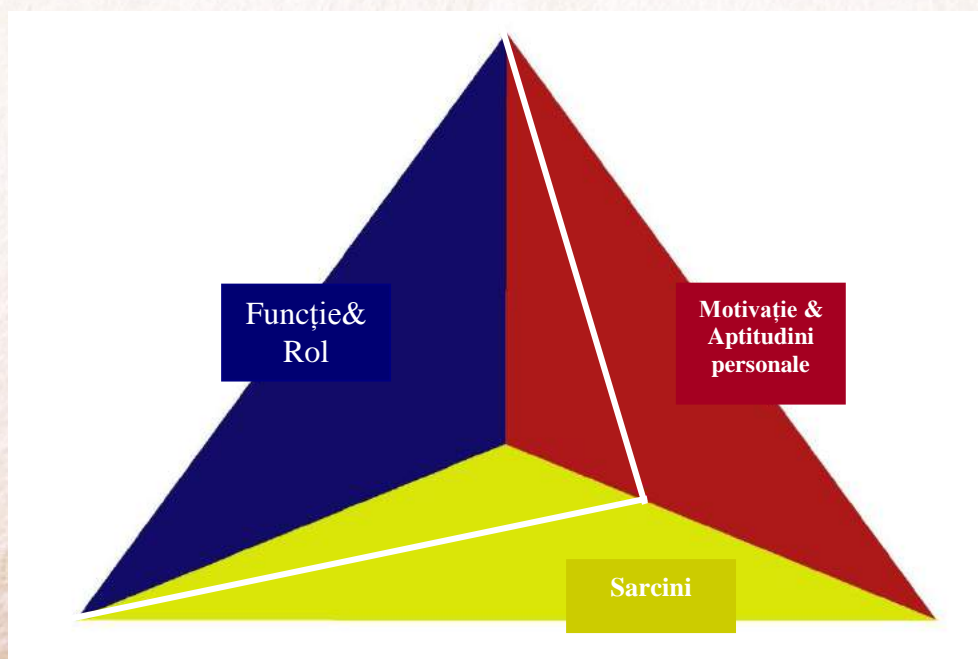 Funcție&
Rol
Motivație &
Aptitudini
personale
Sarcini